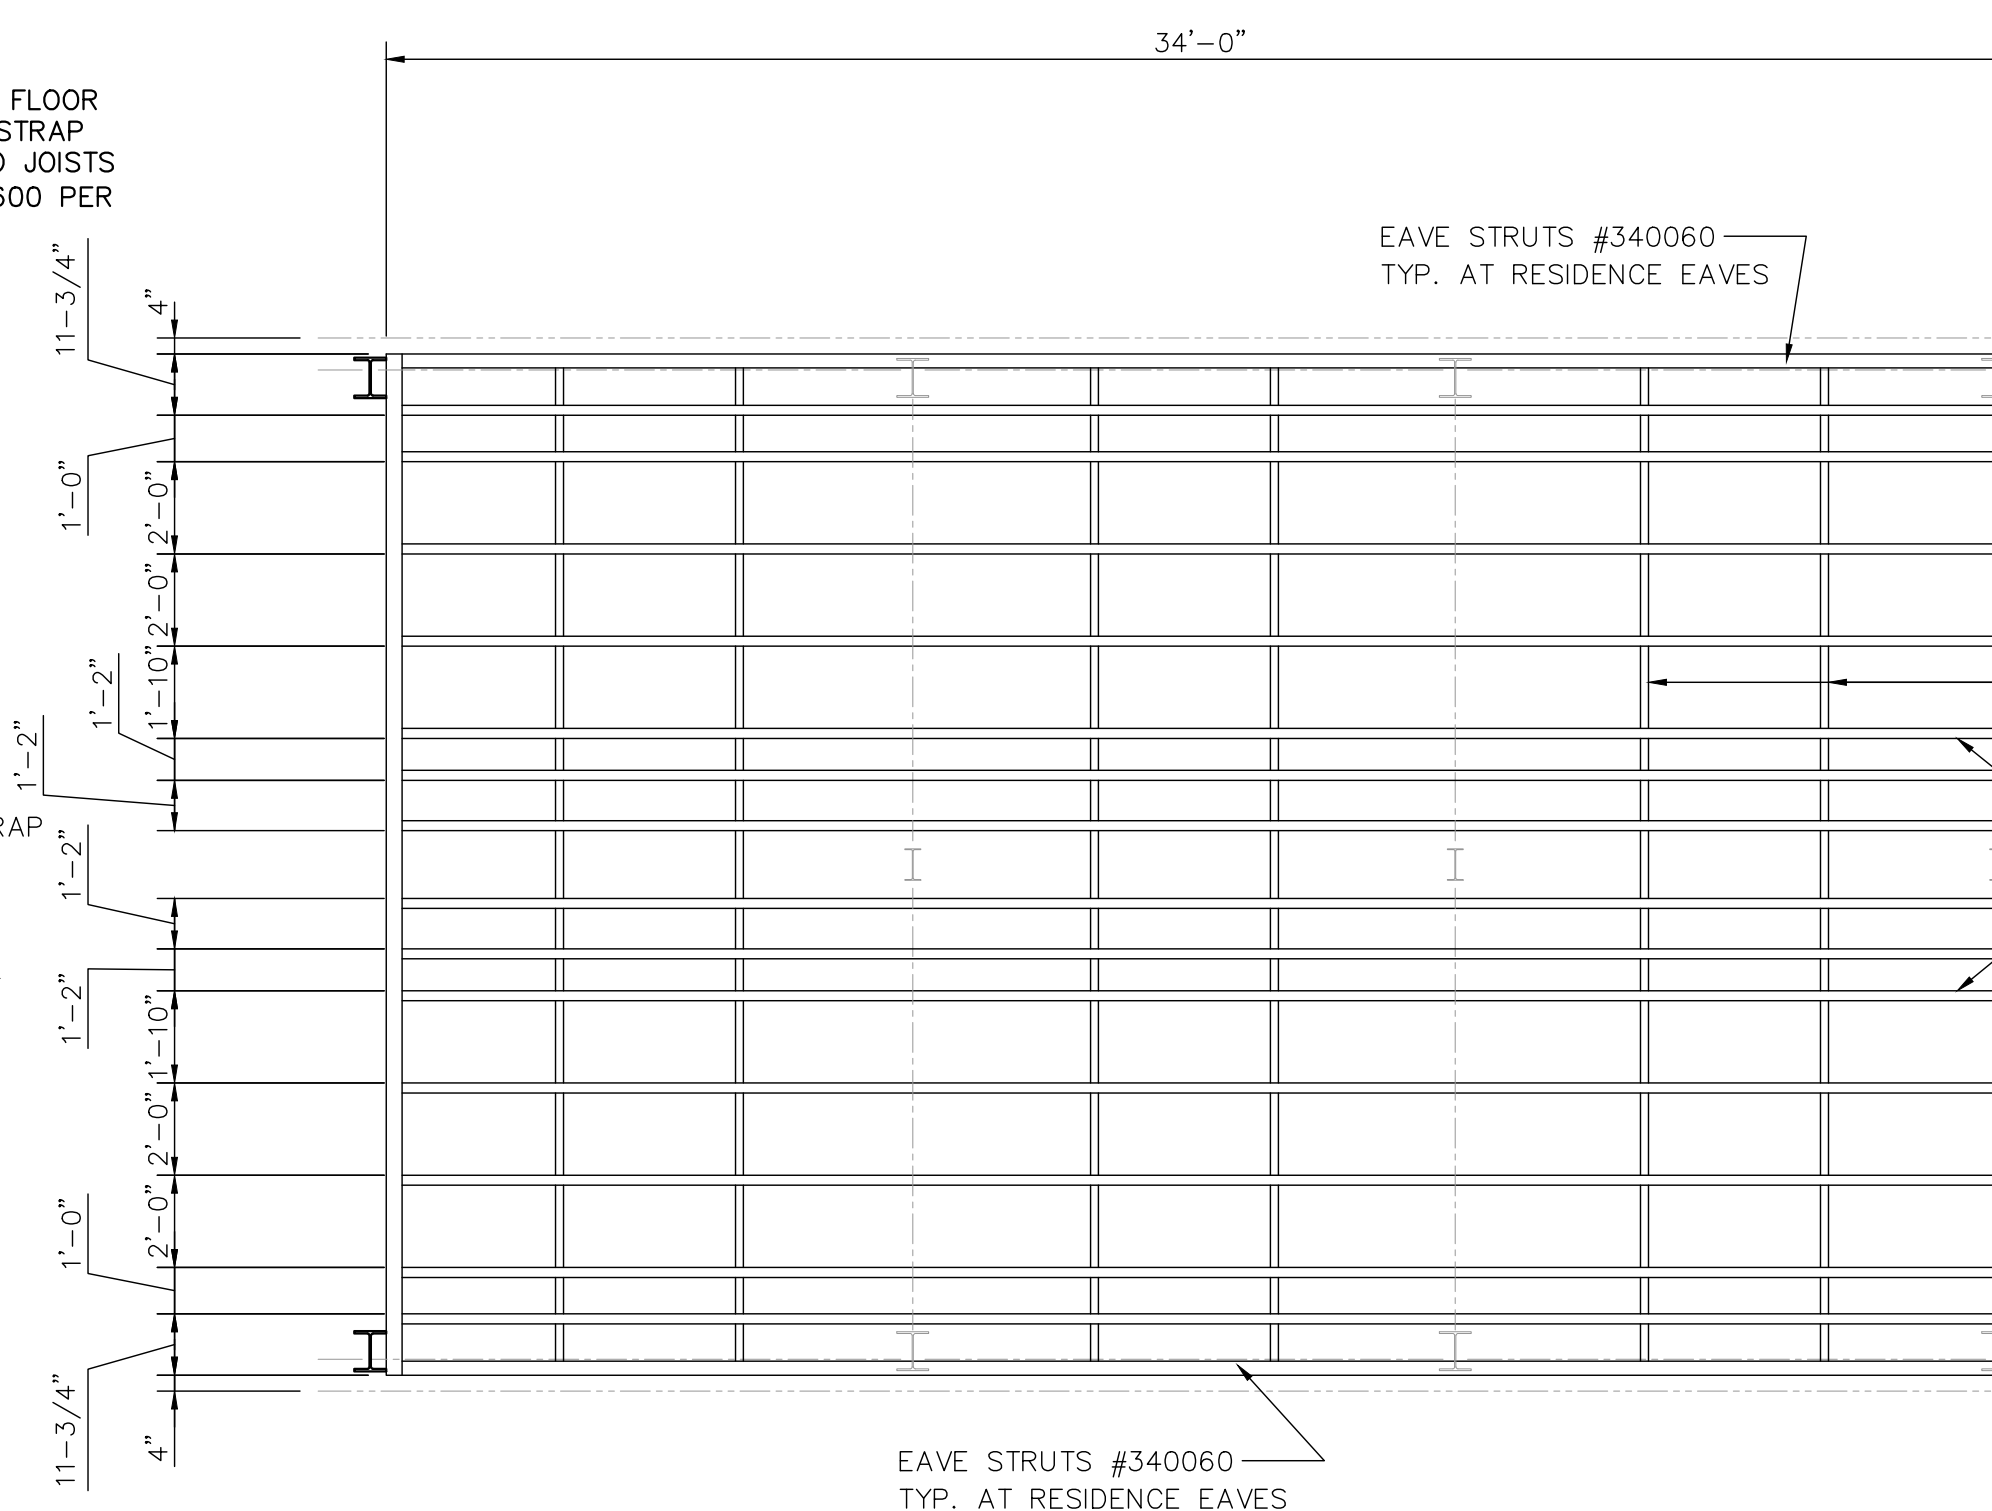 34'-0"
FLOOR
STRAP
JOISTS
PER
EAVE STRUTS #340060
TYP. AT RESIDENCE EAVES
11-3/4"
4"
1'-0"
2'-0"
2'-0"
1'-10"
1'-2"
1'-2"
1'-2"
1'-2"
1'-10"
2'-0"
2'-0"
1'-0"
11-3/4"
4"
EAVE STRUTS #340060
TYP. AT RESIDENCE EAVES